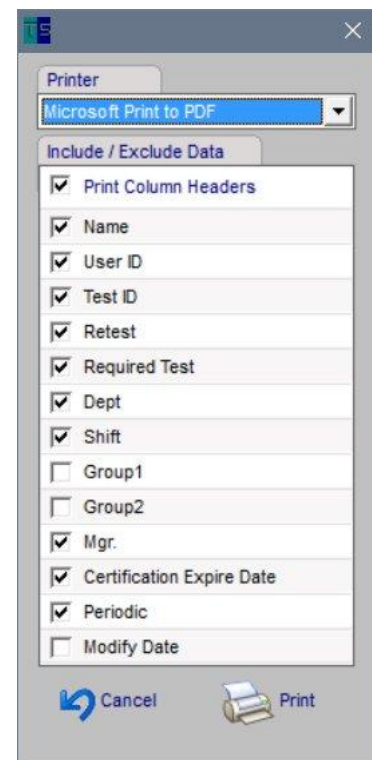 TS
Printer
Microsoft Print to PDF
Include / Exclude Data
Print Column Headers
Name
User ID
Test ID
Retest
Required Test
Dept
Shift
Group1
Group2
Mgr.
Certification Expire Date
Periodic
Modify Date
Cancel Print